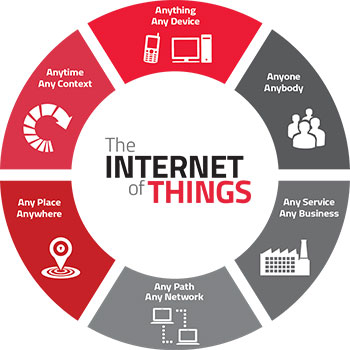 Anything
Any Device
Anyone
Anybody
Any Service
Any Business
Any Path
Any Network
Any Place
Anywhere
Anytime
Any Context
The
INTERNET
of THINGS